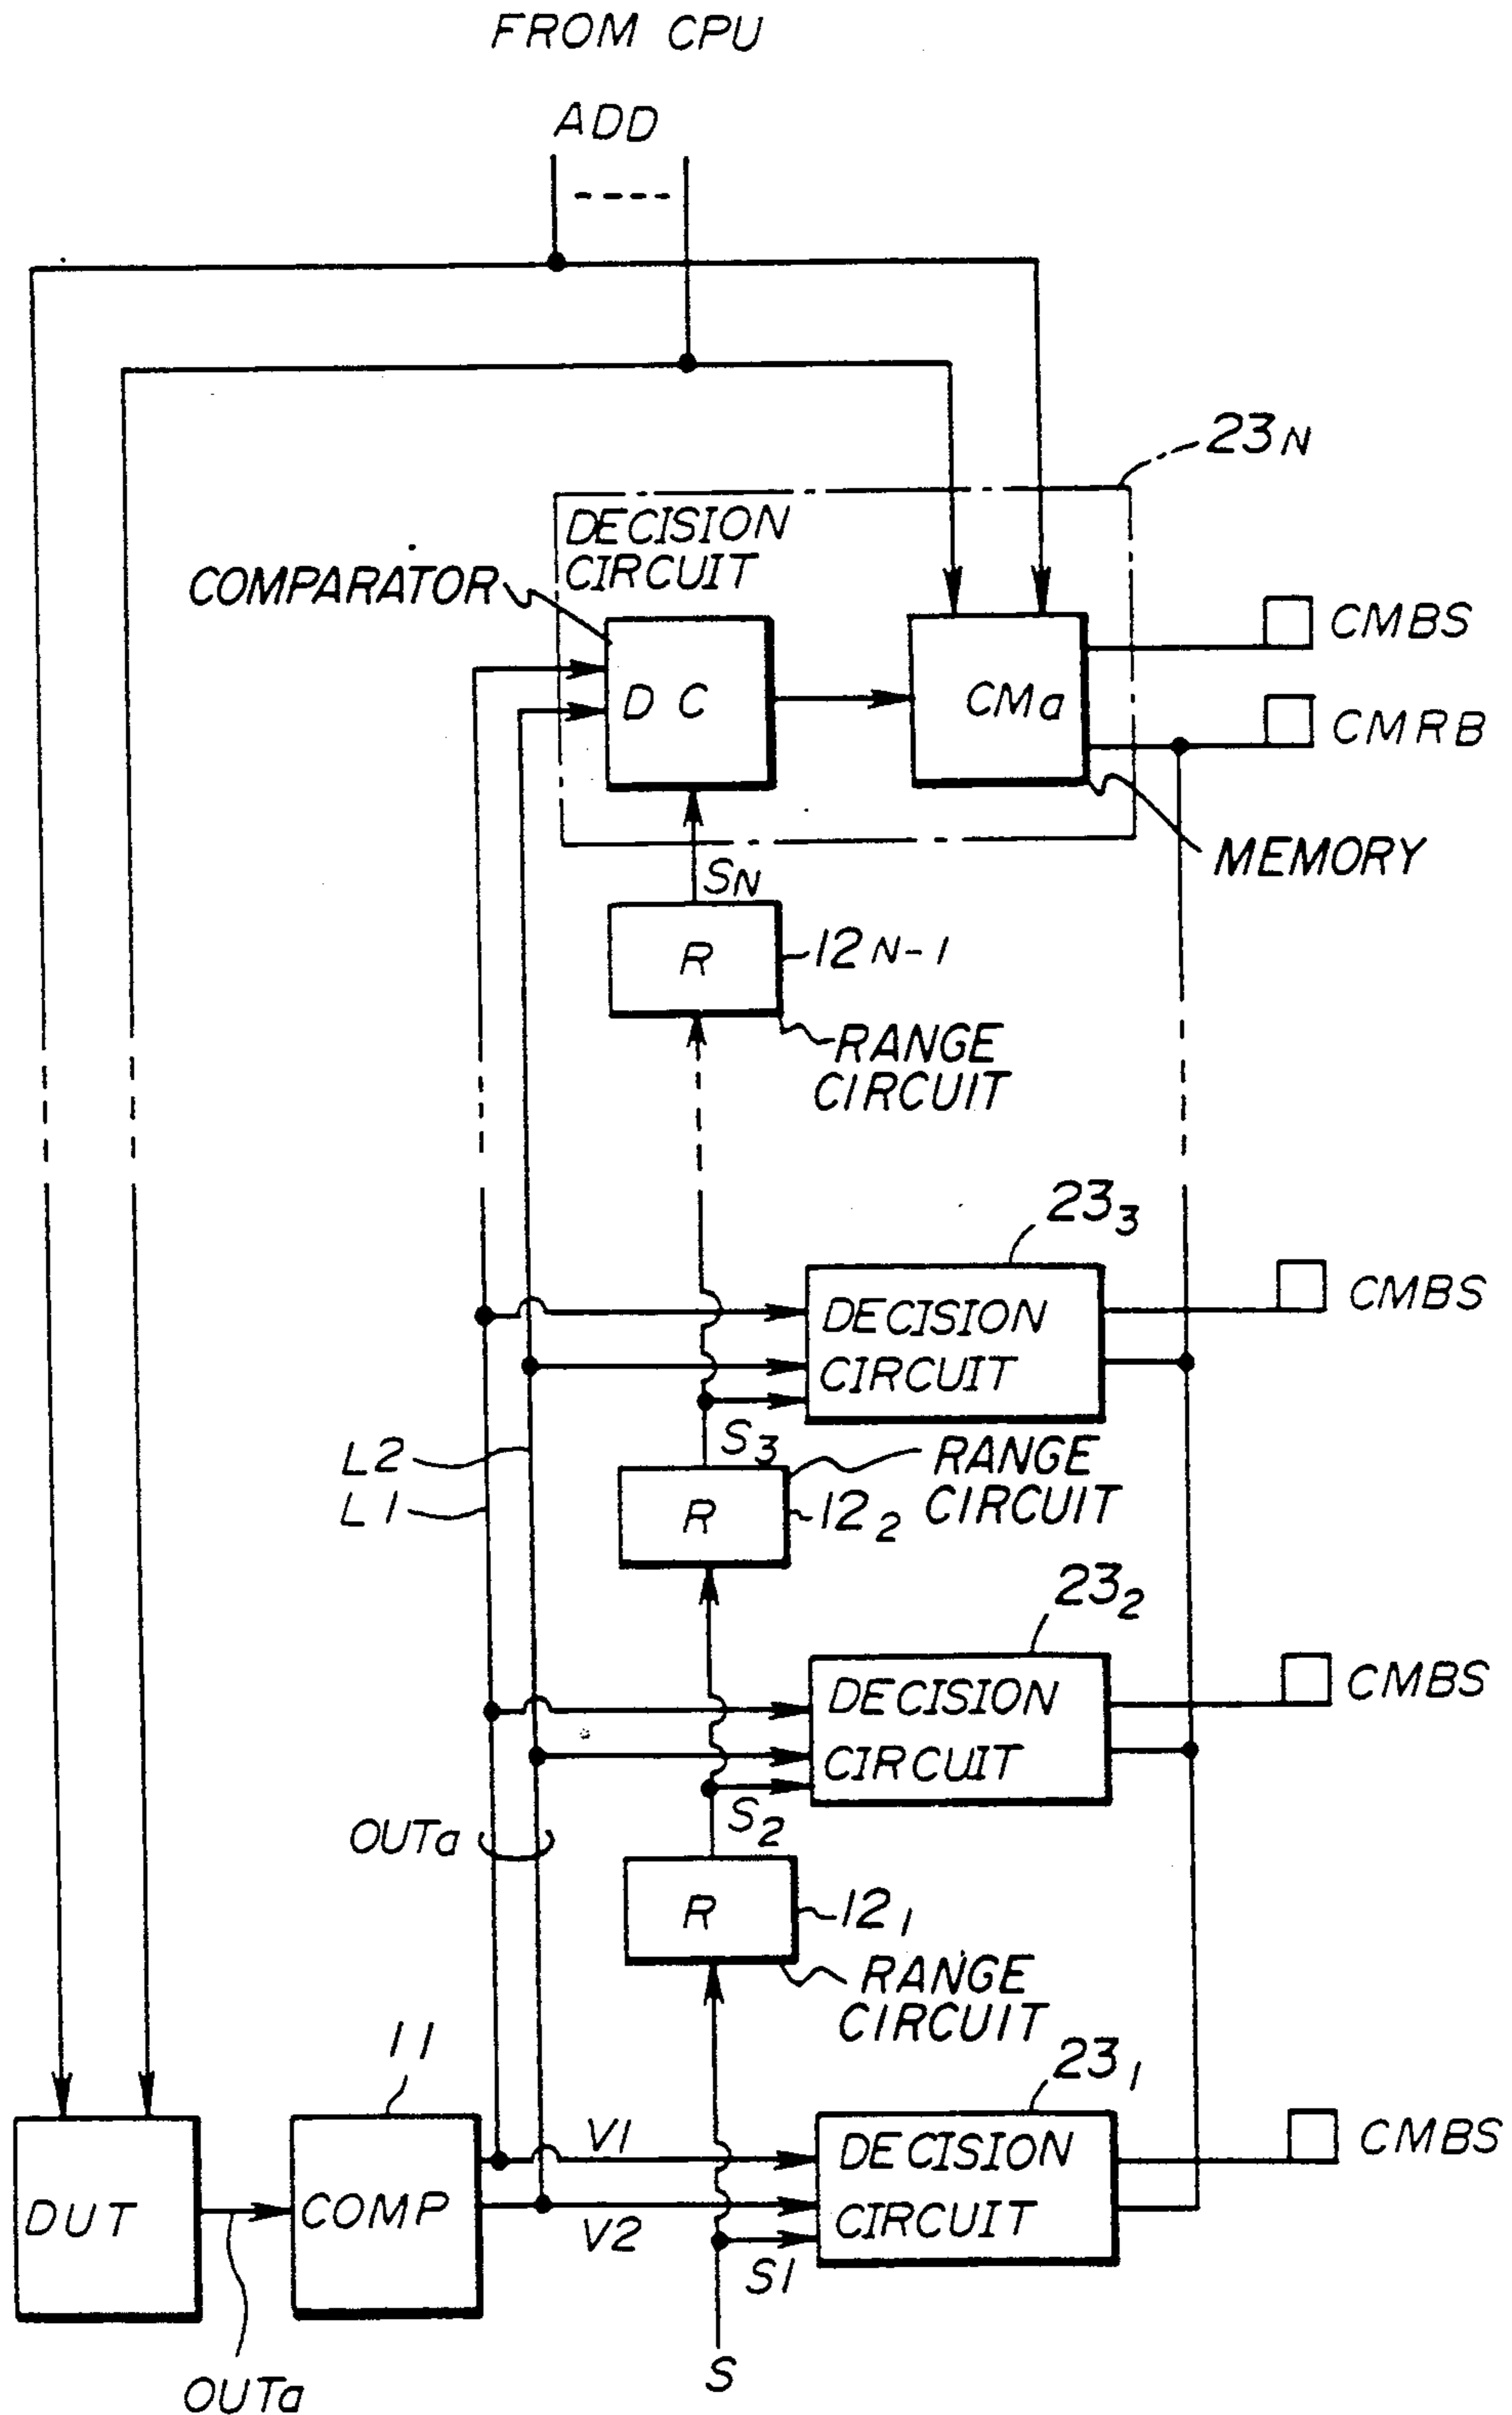 FROM CPU
ADD
23N
DECISION
CIRCUIT
COMPARATOR
DC
CMa
CMBS
CMRB
MEMORY
SN
R
12N-1
RANGE
CIRCUIT
23₃
DECISION
CIRCUIT
CMBS
S3
L2
L1
R
12₂
RANGE
CIRCUIT
23₂
DECISION
CIRCUIT
CMBS
S2
OUTa
R
12₁
RANGE
CIRCUIT
11
23₁
V1
DECISION
CIRCUIT
CMBS
DUT
COMP
V2
S1
S
OUTa